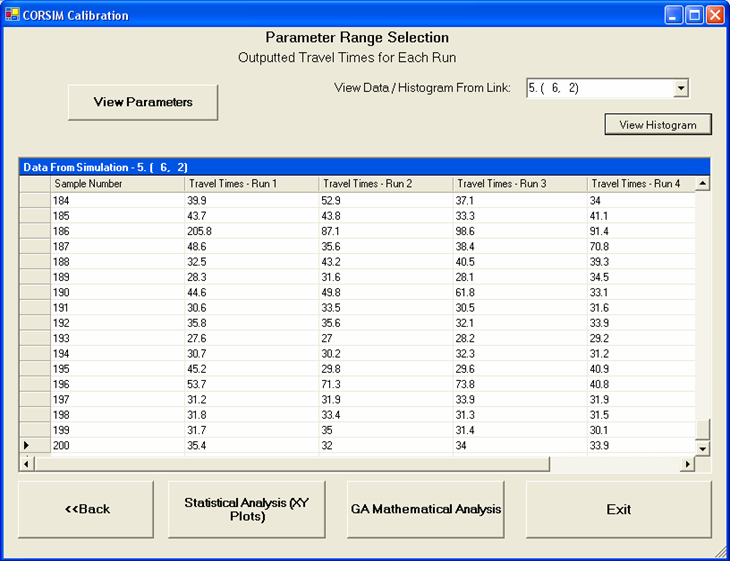 CORSIM Calibration
Parameter Range Selection
Outputted Travel Times for Each Run
View Parameters
View Data / Histogram From Link: 5. ( 6, 2)
View Histogram
Data From Simulation - 5. ( 6, 2)
Sample Number Travel Times - Run 1 Travel Times - Run 2 Travel Times - Run 3 Travel Times - Run 4
184 39.9 52.9 37.1 34
185 43.7 43.8 33.3 41.1
186 205.8 87.1 98.6 91.4
187 48.6 35.6 38.4 70.8
188 32.5 43.2 40.5 39.3
189 28.3 31.6 28.1 34.5
190 44.6 49.8 61.8 33.1
191 30.6 33.5 30.5 31.6
192 35.8 35.6 32.1 33.9
193 27.6 27 28.2 29.2
194 30.7 30.2 32.3 31.2
195 45.2 29.8 29.6 40.9
196 53.7 71.3 73.8 40.8
197 31.2 31.9 33.9 31.9
198 31.8 33.4 31.3 31.5
199 31.7 35 31.4 30.1
200 35.4 32 34 33.9
<<Back
Statistical Analysis (XY
Plots)
GA Mathematical Analysis
Exit